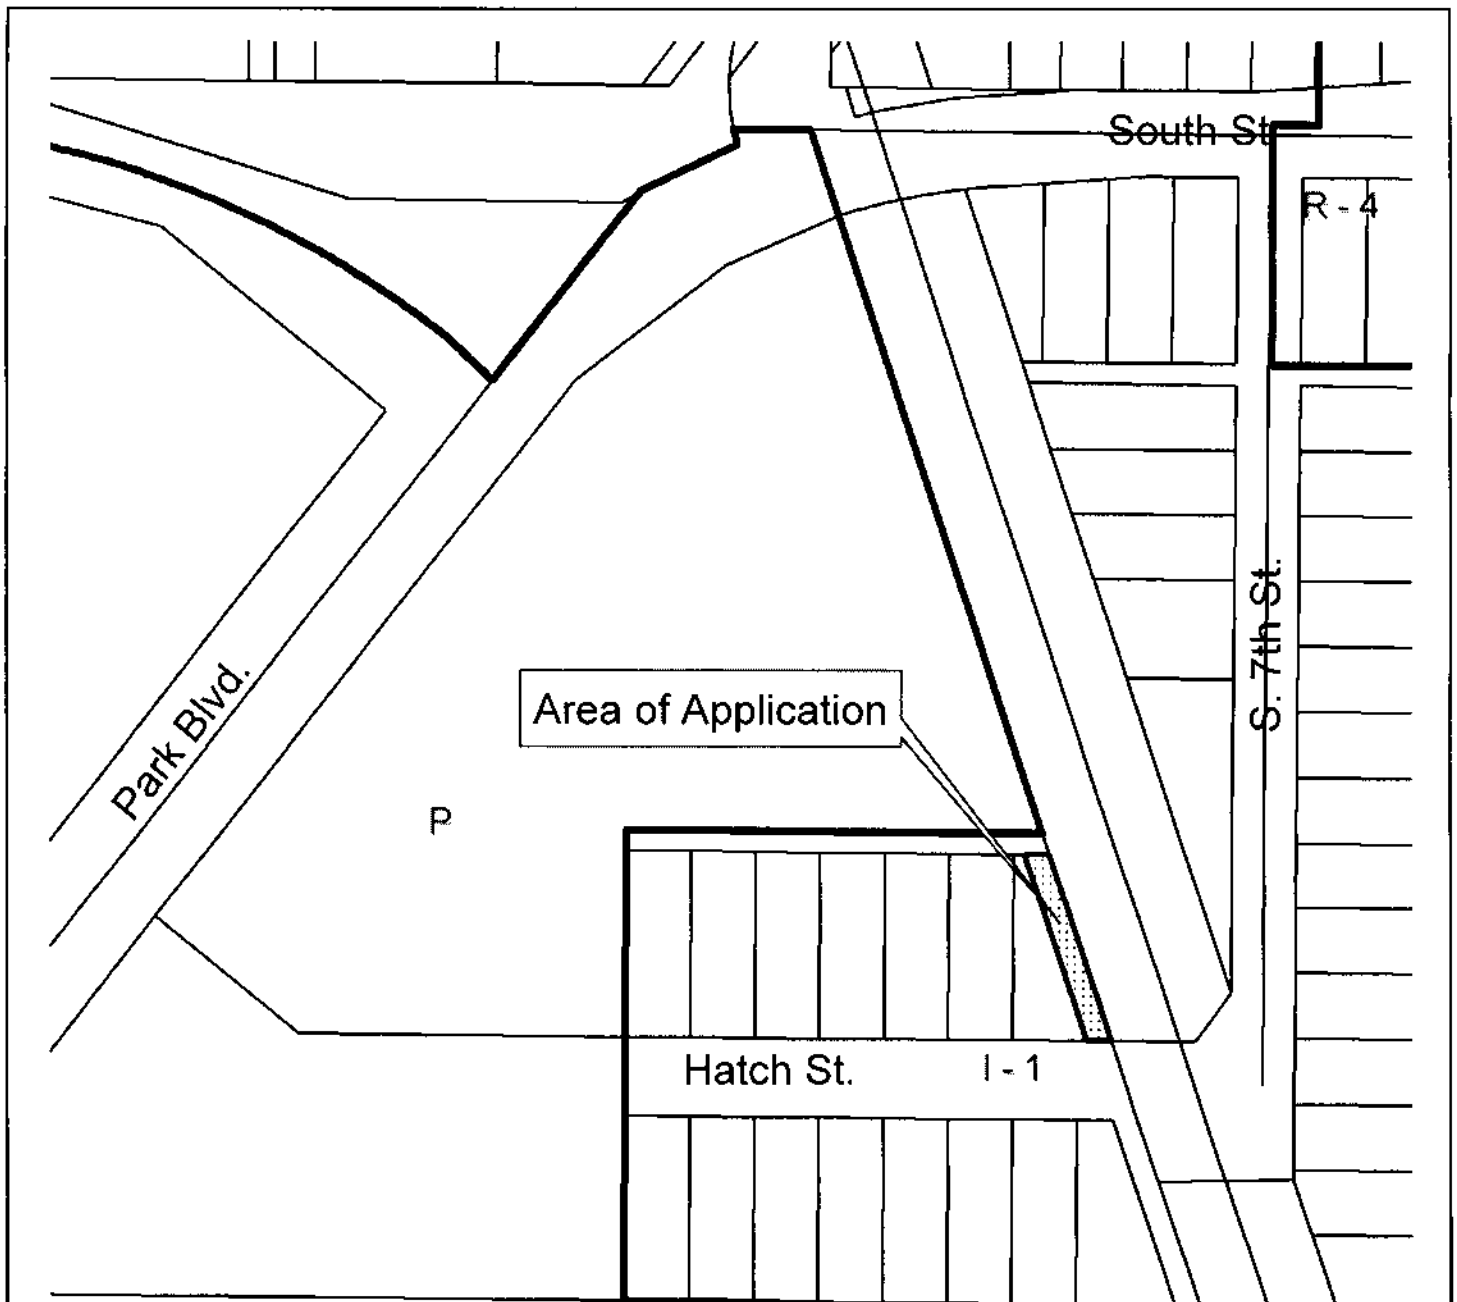 South St
R - 4
S. 7th St.
Park Blvd.
Area of Application
P
Hatch St.
I - 1